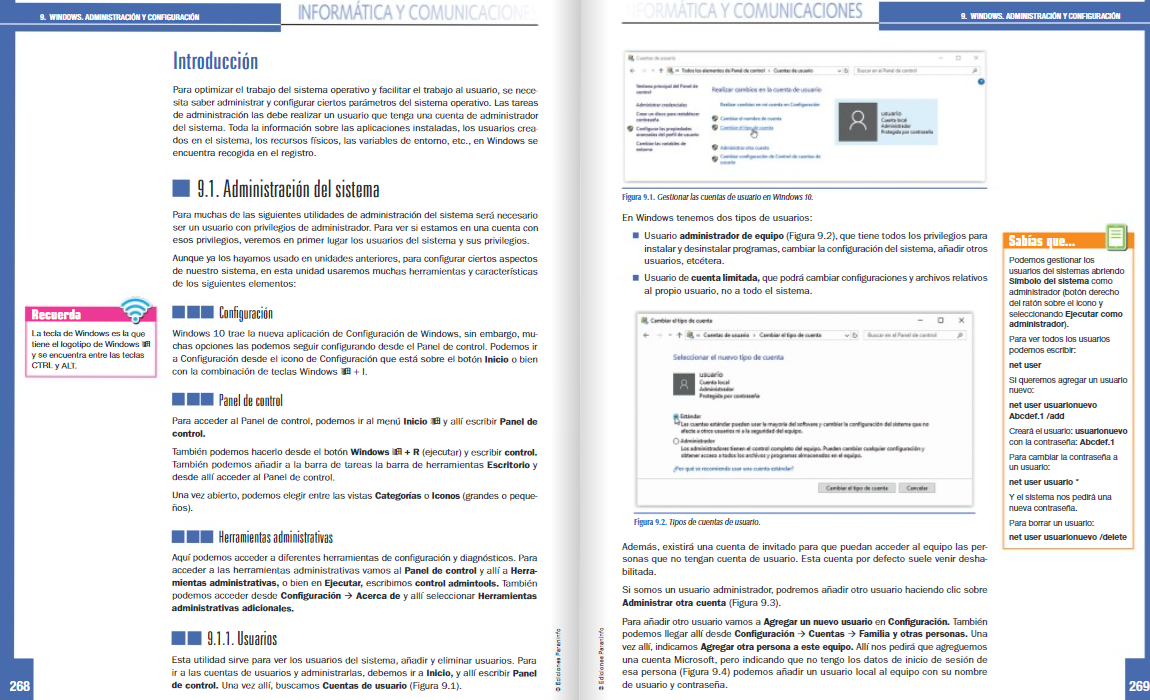 9. WINDOWS. ADMINISTRACIÓN Y CONFIGURACIÓN
INFORMÁTICA Y COMUNICACIONES
Introducción
Para optimizar el trabajo del sistema operativo y facilitar el trabajo al usuario, se nece-
sita saber administrar y configurar ciertos parámetros del sistema operativo. Las tareas
de administración las debe realizar un usuario que tenga una cuenta de administrador
del sistema. Toda la información sobre las aplicaciones instaladas, los usuarios crea-
dos en el sistema, los recursos físicos, las variables de entorno, etc., en Windows se
encuentra recogida en el registro.
9.1. Administración del sistema
Para muchas de las siguientes utilidades de administración del sistema será necesario
ser un usuario con privilegios de administrador. Para ver si estamos en una cuenta con
esos privilegios, veremos en primer lugar los usuarios del sistema y sus privilegios.
Aunque ya los hayamos usado en unidades anteriores, para configurar ciertos aspectos
de nuestro sistema, en esta unidad usaremos muchas herramientas y características
de los siguientes elementos:
Recuerda
La tecla de Windows es la que
tiene el logotipo de Windows
y se encuentra entre las teclas
CTRL y ALT.
Configuración
Windows 10 trae la nueva aplicación de Configuración de Windows, sin embargo, mu-
chas opciones las podemos seguir configurando desde el Panel de control. Podemos ir
a Configuración desde el icono de Configuración que está sobre el botón Inicio o bien
con la combinación de teclas Windows + I.
Panel de control
Para acceder al Panel de control, podemos ir al menú Inicio y allí escribir Panel de
control.
También podemos hacerlo desde el botón Windows + R (ejecutar) y escribir control.
También podemos añadir a la barra de tareas la barra de herramientas Escritorio y
desde allí acceder al Panel de control.
Una vez abierto, podemos elegir entre las vistas Categorías o Iconos (grandes o peque-
ños).
Herramientas administrativas
Aquí podemos acceder a diferentes herramientas de configuración y diagnósticos. Para
acceder a las herramientas administrativas vamos al Panel de control y allí a Herra-
mientas administrativas, o bien en Ejecutar, escribimos control admintools. También
podemos acceder desde Configuración → Acerca de y allí seleccionar Herramientas
administrativas adicionales.
9.1.1. Usuarios
Esta utilidad sirve para ver los usuarios del sistema, añadir y eliminar usuarios. Para
ir a las cuentas de usuarios y administrarlas, debemos ir a Inicio, y allí escribir Panel
de control. Una vez allí, buscamos Cuentas de usuario (Figura 9.1).
© Ediciones Paraninfo
268
INFORMÁTICA Y COMUNICACIONES
9. WINDOWS. ADMINISTRACIÓN Y CONFIGURACIÓN
Cuentas de usuario
Todos los elementos de Panel de control › Cuentas de usuario
Buscar en el Panel de control
Ventana principal del Panel de
control
Administrar credenciales
Crear un disco para restablecer
contraseña
Configurar las propiedades
avanzadas del perfil de usuario
Cambiar las variables de
entorno
Realizar cambios en la cuenta de usuario
Realizar cambios en mi cuenta en Configuración
Cambiar el nombre de cuenta
Cambiar el tipo de cuenta
Administrar otra cuenta
Cambiar configuración de Control de cuentas de
usuario
usuario
Cuenta local
Administrador
Protegida por contraseña
Figura 9.1. Gestionar las cuentas de usuario en Windows 10.
En Windows tenemos dos tipos de usuarios:
Usuario administrador de equipo (Figura 9.2), que tiene todos los privilegios para
instalar y desinstalar programas, cambiar la configuración del sistema, añadir otros
usuarios, etcétera.
Usuario de cuenta limitada, que podrá cambiar configuraciones y archivos relativos
al propio usuario, no a todo el sistema.
Cambiar el tipo de cuenta
Cuentas de usuario › Cambiar el tipo de cuenta
Buscar en el Panel de control
Seleccionar el nuevo tipo de cuenta
usuario
Cuenta local
Administrador
Protegida por contraseña
Estándar
Las cuentas estándar pueden usar la mayoría del software y cambiar la configuración del sistema que no
afecte a otros usuarios ni a la seguridad del equipo.
Administrador
Los administradores tienen el control completo del equipo. Pueden cambiar cualquier configuración y
obtener acceso a todos los archivos y programas almacenados en el equipo.
¿Por qué se recomienda usar una cuenta estándar?
Cambiar el tipo de cuenta
Cancelar
Figura 9.2. Tipos de cuentas de usuario.
Además, existirá una cuenta de invitado para que puedan acceder al equipo las per-
sonas que no tengan cuenta de usuario. Esta cuenta por defecto suele venir desha-
bilitada.
Si somos un usuario administrador, podremos añadir otro usuario haciendo clic sobre
Administrar otra cuenta (Figura 9.3).
Para añadir otro usuario vamos a Agregar un nuevo usuario en Configuración. También
podemos llegar allí desde Configuración → Cuentas → Familia y otras personas. Una
vez allí, indicamos Agregar otra persona a este equipo. Allí nos pedirá que agreguemos
una cuenta Microsoft, pero indicando que no tengo los datos de inicio de sesión de
esa persona (Figura 9.4) podemos añadir un usuario local al equipo con su nombre
de usuario y contraseña.
Sabías que...
Podemos gestionar los
usuarios del sistemas abriendo
Símbolo del sistema como
administrador (botón derecho
del ratón sobre el icono y
seleccionando Ejecutar como
administrador).
Para ver todos los usuarios
podemos escribir:
net user
Si queremos agregar un usuario
nuevo:
net user usuarionuevo
Abcdef.1 /add
Creará el usuario: usuarionuevo
con la contraseña: Abcdef.1
Para cambiar la contraseña a
un usuario:
net user usuario *
Y el sistema nos pedirá una
nueva contraseña.
Para borrar un usuario:
net user usuarionuevo /delete
© Ediciones Paraninfo
269